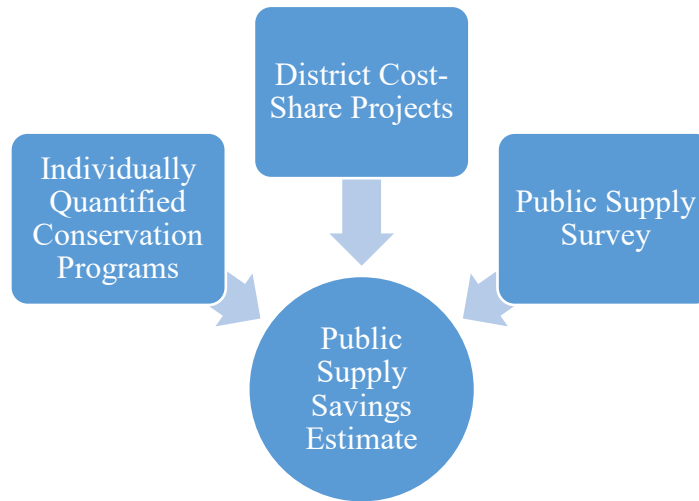 District Cost-
Share Projects
Individually
Quantified
Conservation
Programs
Public Supply
Survey
Public
Supply
Savings
Estimate